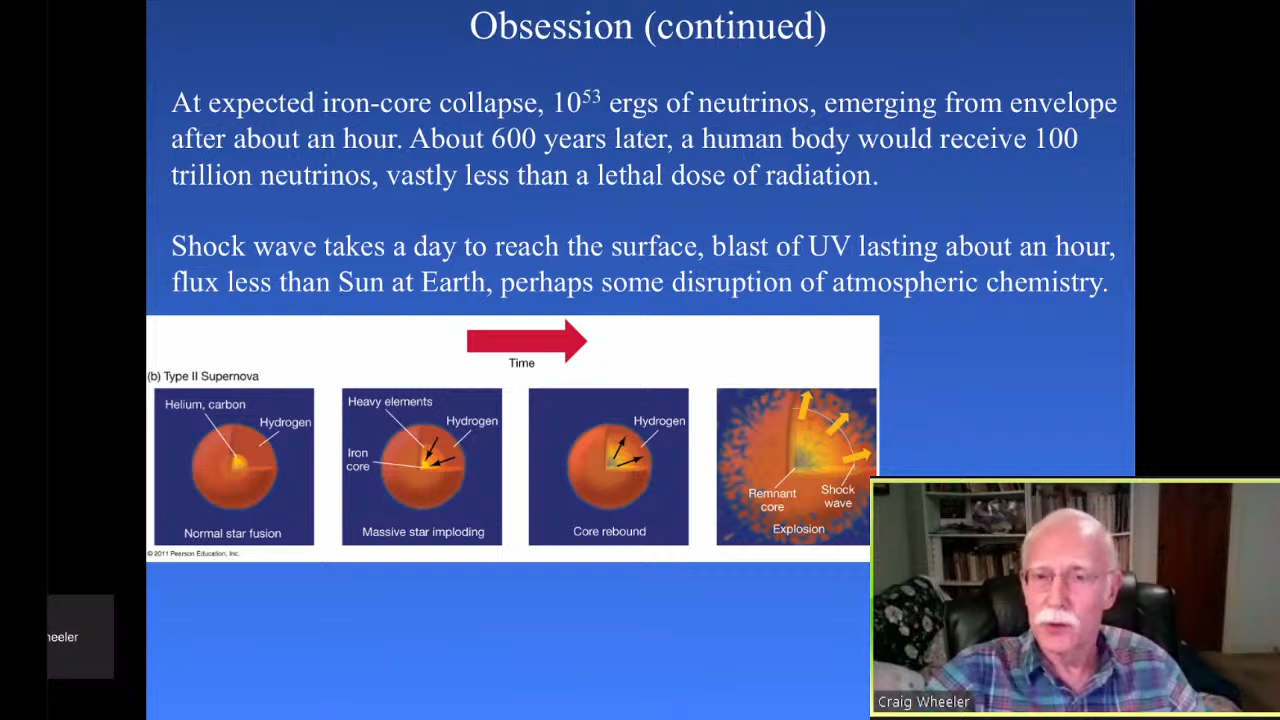 Obsession (continued)
At expected iron-core collapse, 10⁵³ ergs of neutrinos, emerging from envelope
after about an hour. About 600 years later, a human body would receive 100
trillion neutrinos, vastly less than a lethal dose of radiation.
Shock wave takes a day to reach the surface, blast of UV lasting about an hour,
flux less than Sun at Earth, perhaps some disruption of atmospheric chemistry.
Time
(b) Type II Supernova
Helium, carbon
Hydrogen
Normal star fusion
Heavy elements
Hydrogen
Iron
core
Massive star imploding
Hydrogen
Core rebound
Remnant
core
Shock
wave
Explosion
© 2011 Pearson Education, Inc.
heeler
Craig Wheeler